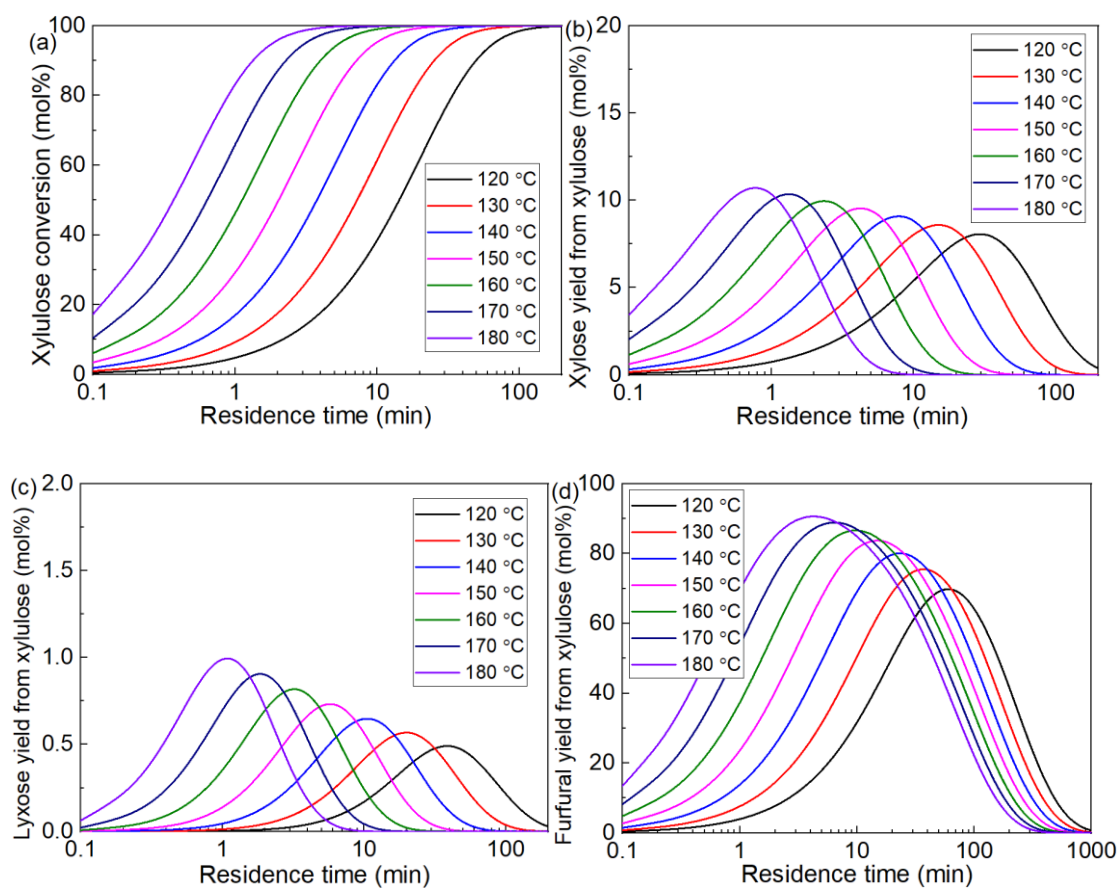 (a)
Xylulose conversion (mol%)
100
80
60
40
20
0
0.1
1
10
100
Residence time (min)
120 °C
130 °C
140 °C
150 °C
160 °C
170 °C
180 °C
(b)
Xylose yield from xylulose (mol%)
20
15
10
5
0
0.1
1
10
100
Residence time (min)
120 °C
130 °C
140 °C
150 °C
160 °C
170 °C
180 °C
(c)
Lyxose yield from xylulose (mol%)
2.0
1.5
1.0
0.5
0.0
0.1
1
10
100
Residence time (min)
120 °C
130 °C
140 °C
150 °C
160 °C
170 °C
180 °C
(d)
Furfural yield from xylulose (mol%)
100
80
60
40
20
0
0.1
1
10
100
1000
Residence time (min)
120 °C
130 °C
140 °C
150 °C
160 °C
170 °C
180 °C